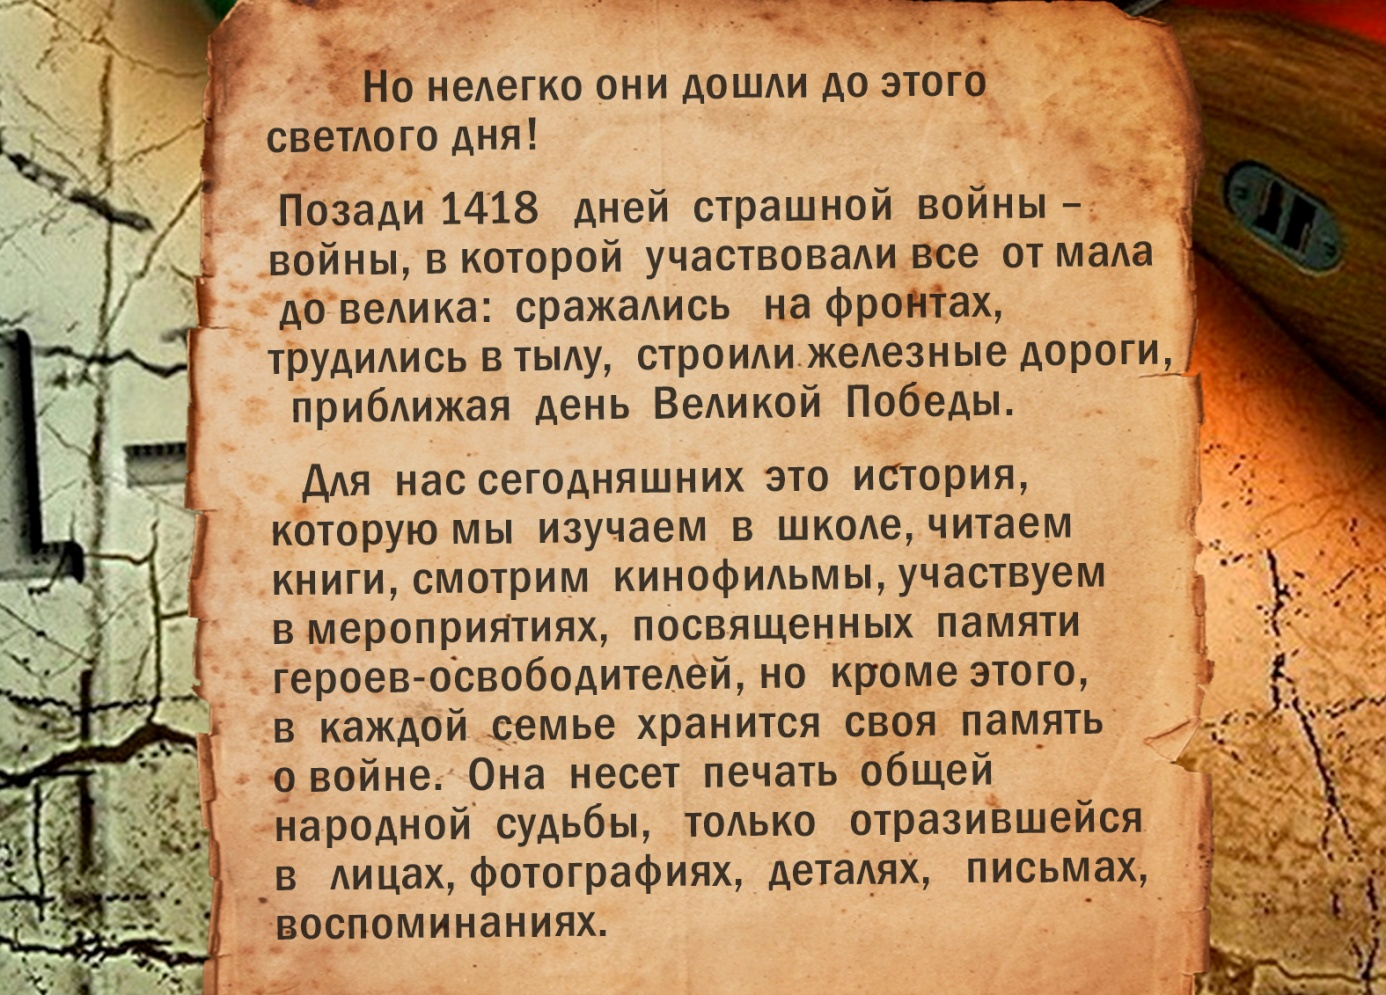 Но нелегко они дошли до этого
светлого дня!
Позади 1418 дней страшной войны –
войны, в которой участвовали все от мала
до велика: сражались на фронтах,
трудились в тылу, строили железные дороги,
приближая день Великой Победы.
Для нас сегодняшних это история,
которую мы изучаем в школе, читаем
книги, смотрим кинофильмы, участвуем
в мероприятиях, посвященных памяти
героев-освободителей, но кроме этого,
в каждой семье хранится своя память
о войне. Она несет печать общей
народной судьбы, только отразившейся
в лицах, фотографиях, деталях, письмах,
воспоминаниях.